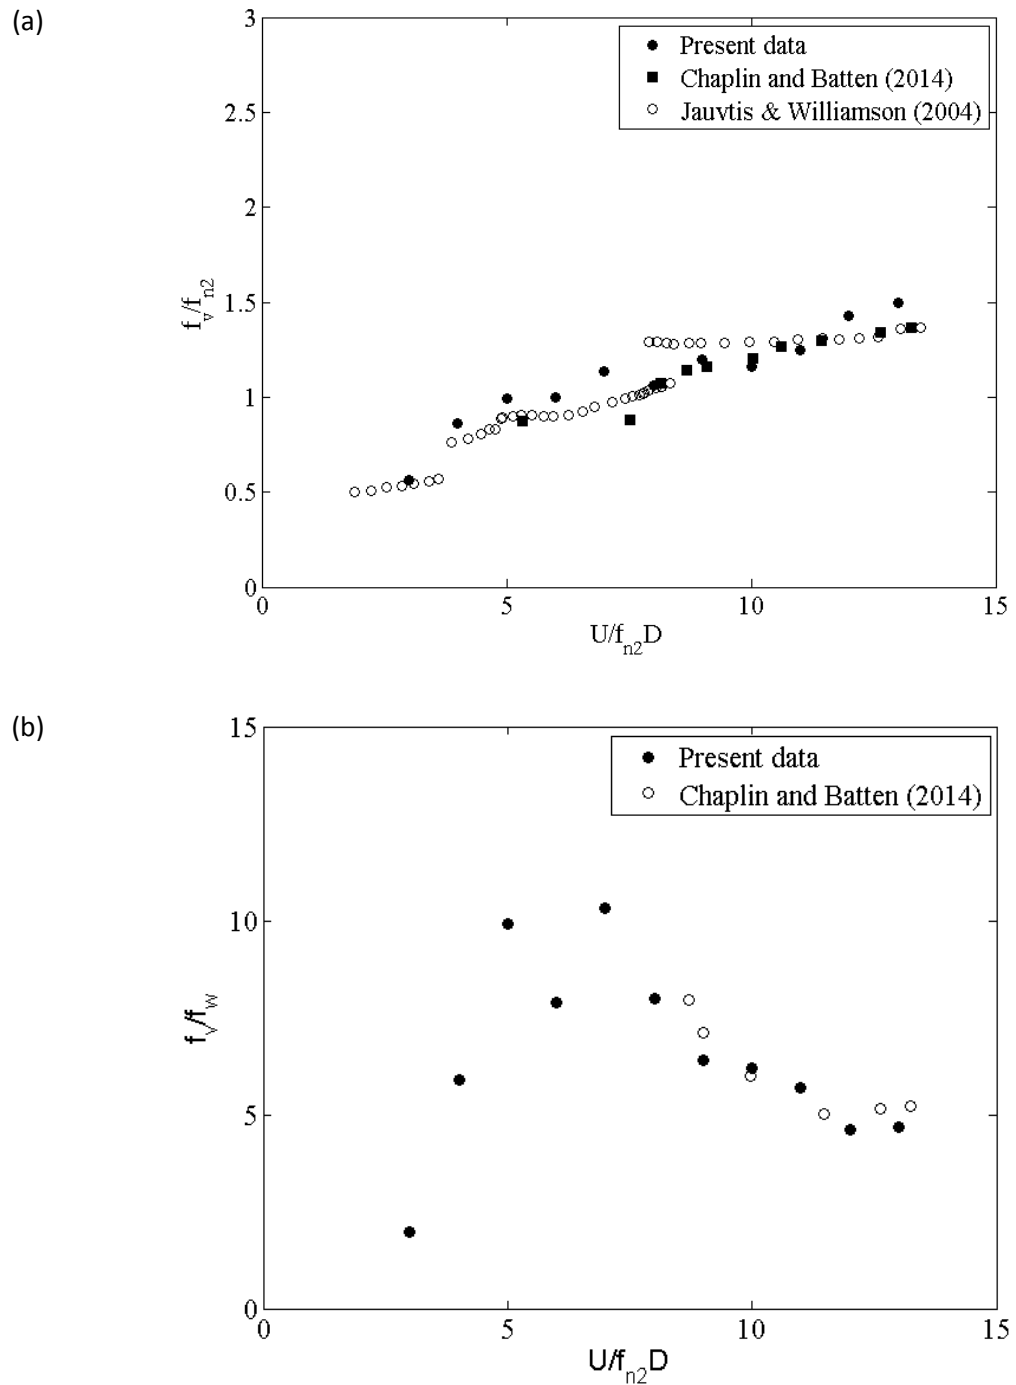 (a)
3
2.5
2
1.5
1
0.5
0
0
5
10
15
f_v/f_n2
U/f_n2D
Present data
Chaplin and Batten (2014)
Jauvtis & Williamson (2004)
(b)
15
10
5
0
0
5
10
15
f_v/f_w
U/f_n2D
Present data
Chaplin and Batten (2014)